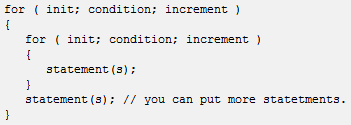 for ( init; condition; increment )
{
   for ( init; condition; increment )
   {
      statement(s);
   }
   statement(s); // you can put more statetments.
}